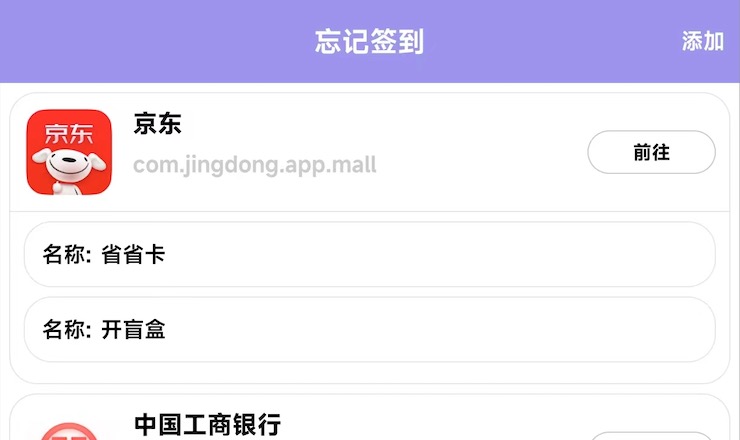 忘记签到
添加
京东
京东
com.jingdong.app.mall
前往
名称: 省省卡
名称: 开盲盒
中国工商银行